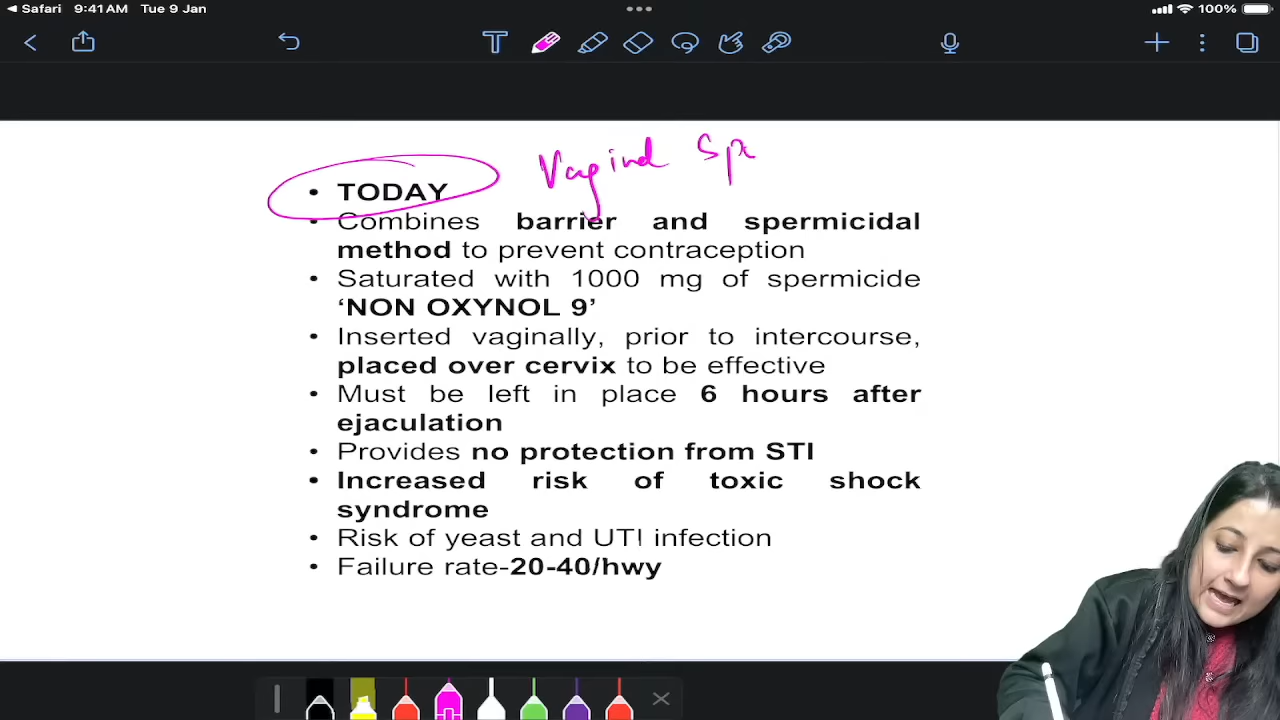 Safari 9:41 AM Tue 9 Jan 100%
Vaginal Sp
• TODAY
• Combines barrier and spermicidal
method to prevent contraception
• Saturated with 1000 mg of spermicide
‘NON OXYNOL 9’
• Inserted vaginally, prior to intercourse,
placed over cervix to be effective
• Must be left in place 6 hours after
ejaculation
• Provides no protection from STI
• Increased risk of toxic shock
syndrome
• Risk of yeast and UT! infection
• Failure rate-20-40/hwy